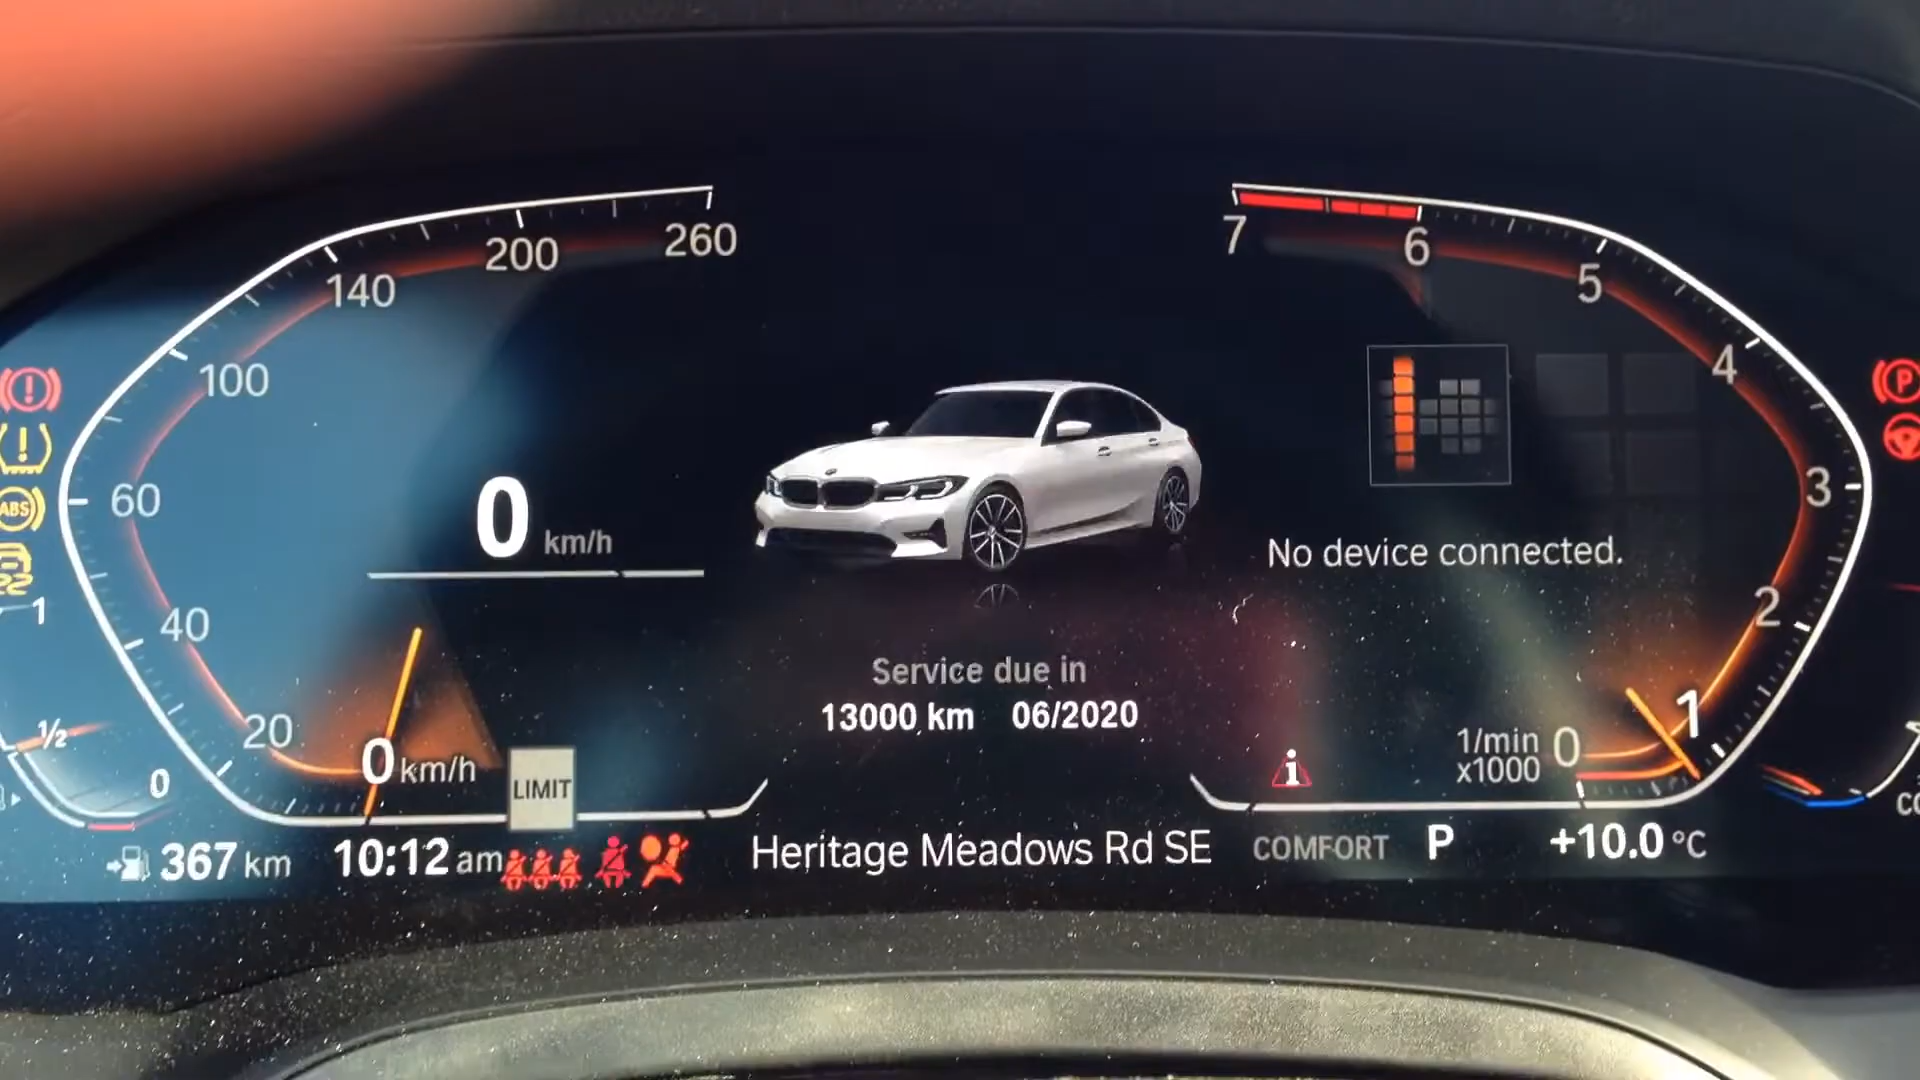 260
200
140
100
60
40
20
0 km/h
0 km/h
LIMIT
ABS
1
½
0
367 km
10:12 am
Service due in
13000 km 06/2020
Heritage Meadows Rd SE
7
6
5
4
3
2
1
0
No device connected.
1/min
x1000
COMFORT P +10.0 °C
P